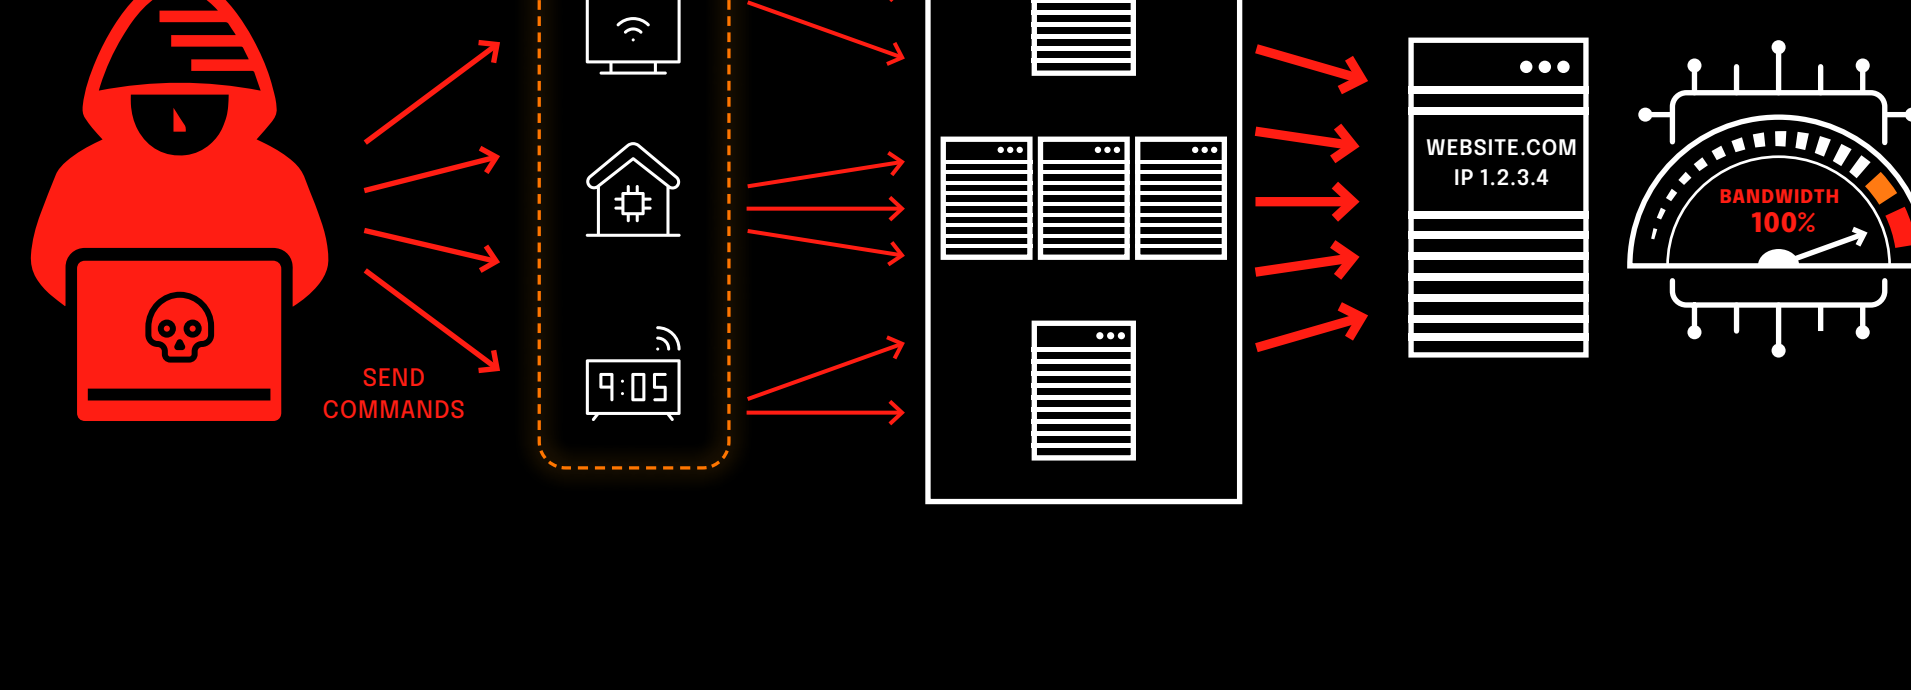 WEBSITE.COM
IP 1.2.3.4
BANDWIDTH
100%
9:05
SEND
COMMANDS